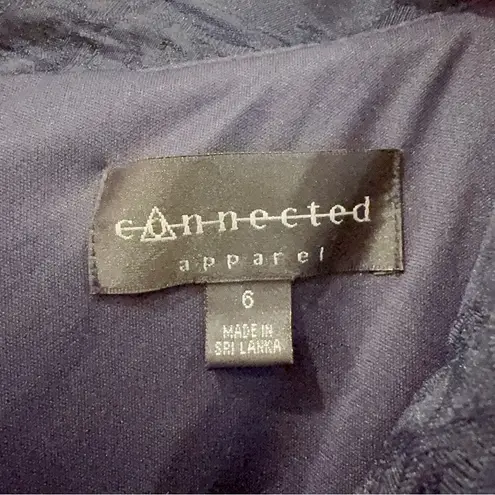 connected
apparel
6
MADE IN
SRI LANKA